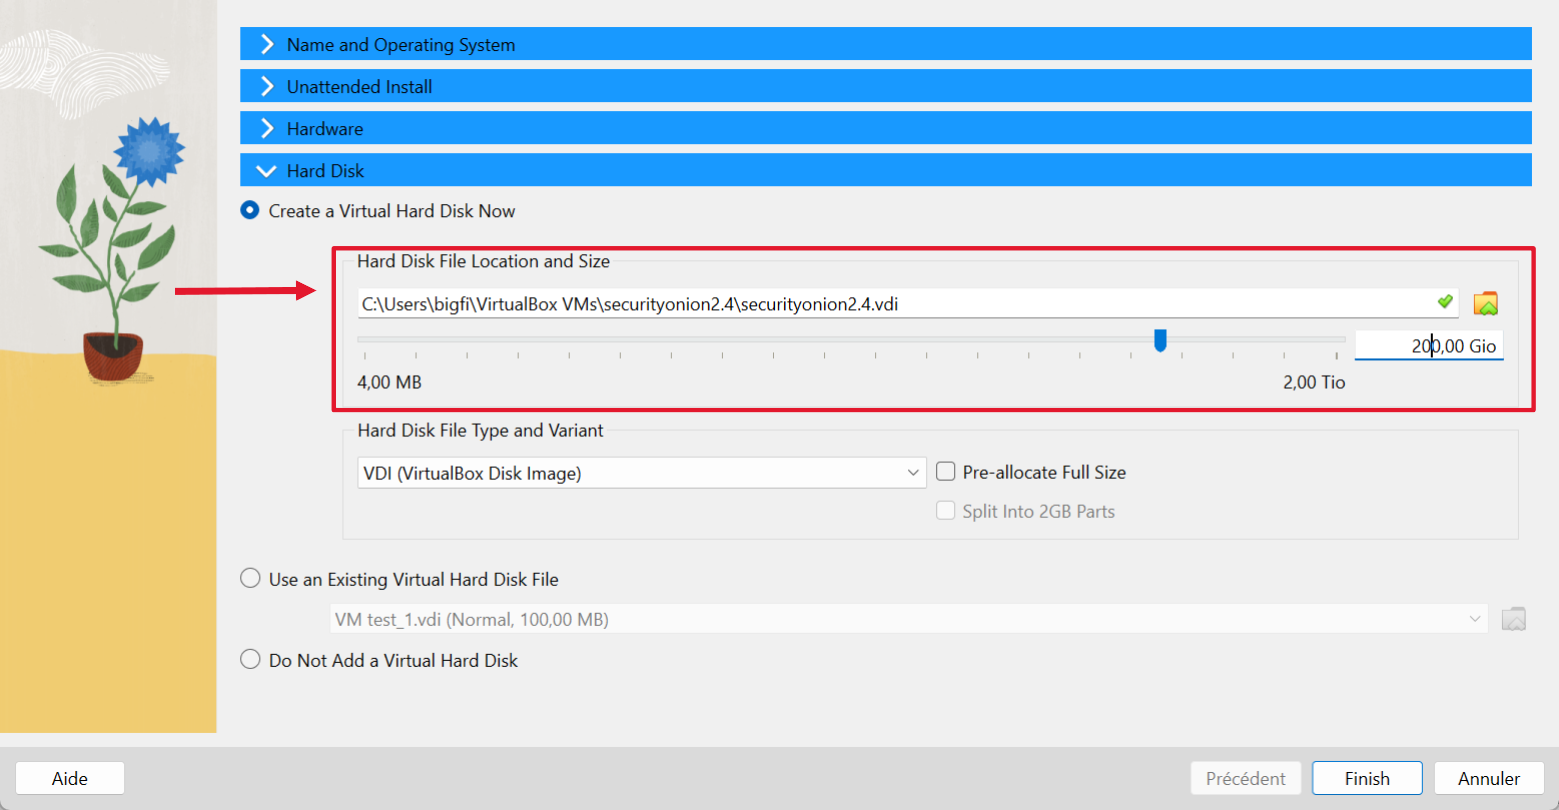 Name and Operating System
Unattended Install
Hardware
Hard Disk
Create a Virtual Hard Disk Now
Hard Disk File Location and Size
C:\Users\bigfi\VirtualBox VMs\securityonion2.4\securityonion2.4.vdi
200,00 Gio
4,00 MB 2,00 Tio
Hard Disk File Type and Variant
VDI (VirtualBox Disk Image) Pre-allocate Full Size
Split Into 2GB Parts
Use an Existing Virtual Hard Disk File
VM test_1.vdi (Normal, 100,00 MB)
Do Not Add a Virtual Hard Disk
Aide Précédent Finish Annuler